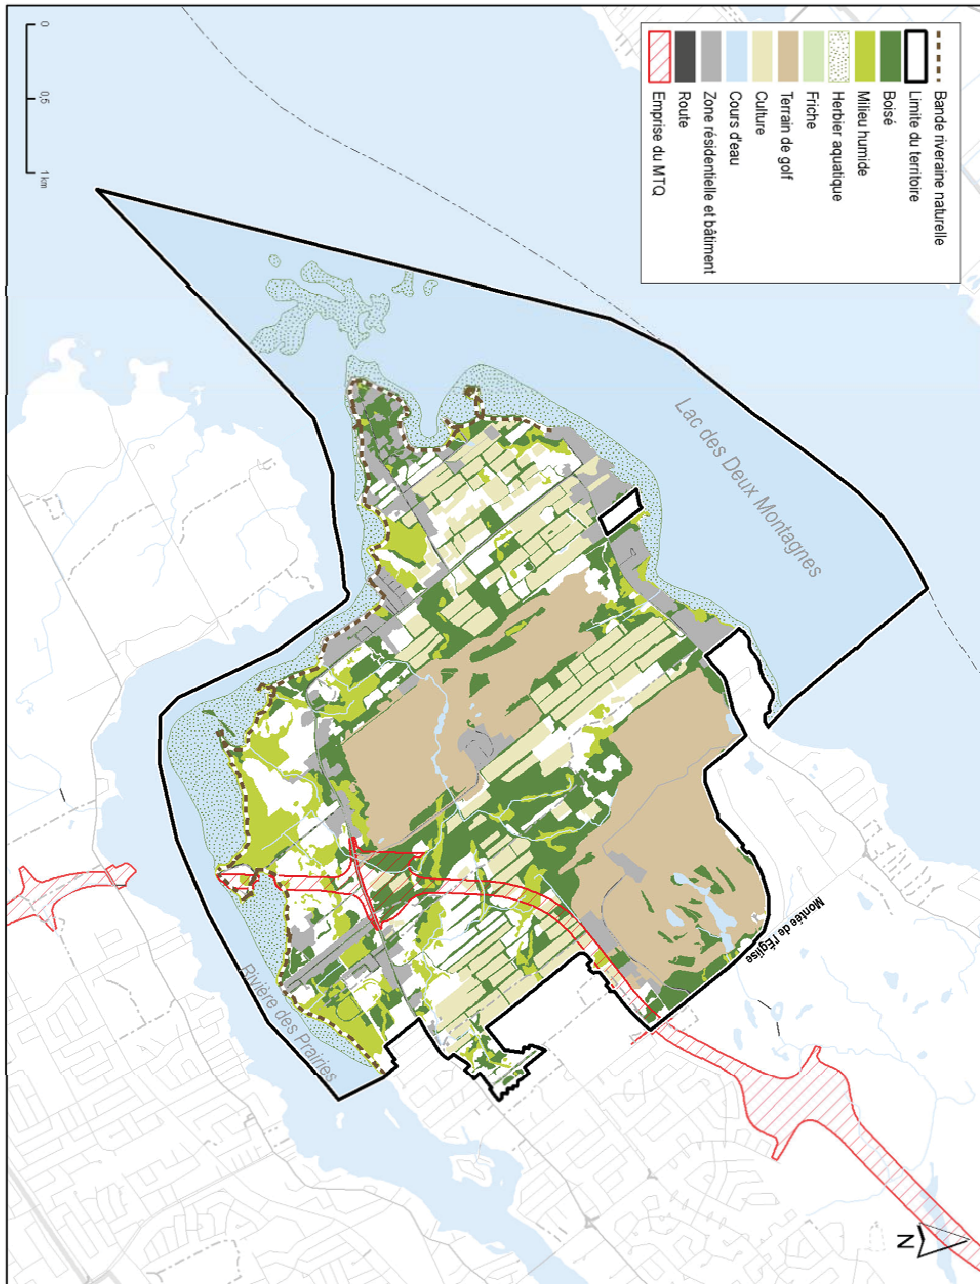 Bande riveraine naturelle
Limite du territoire
Boisé
Milieu humide
Herbier aquatique
Friche
Terrain de golf
Culture
Cours d'eau
Zone résidentielle et bâtiment
Route
Emprise du MTQ
0
0,5
1 km
Lac des Deux Montagnes
Montée de l'Église
Rivière des Prairies
N